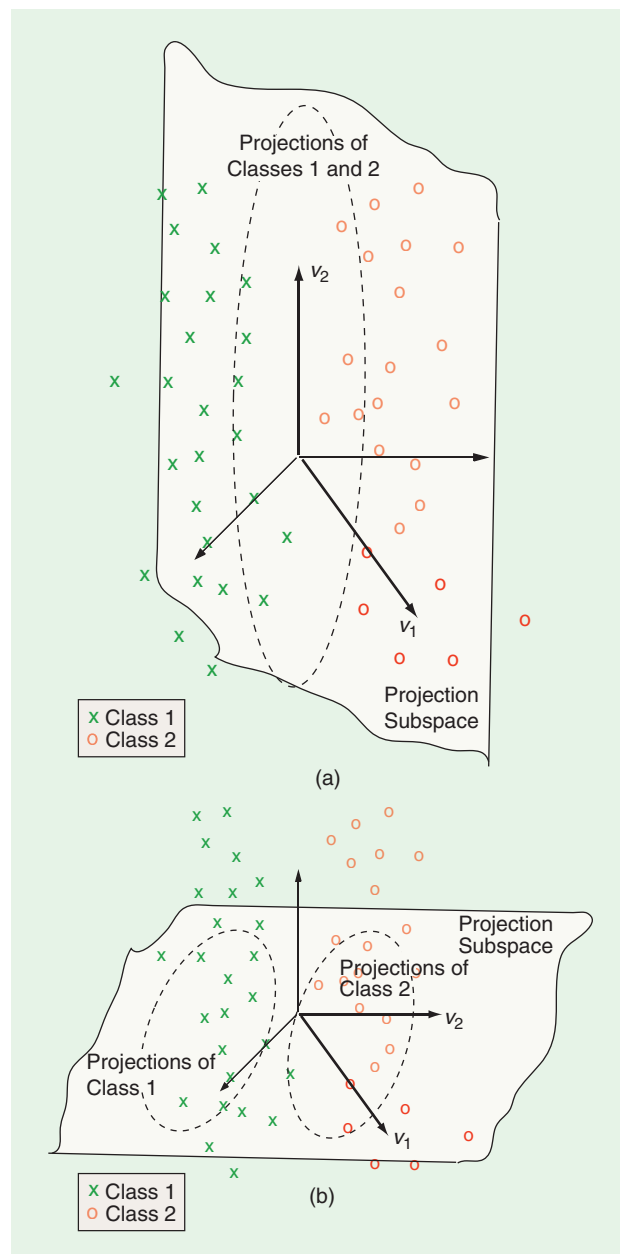 Projections of
Classes 1 and 2
v2
v1
Projection
Subspace
x Class 1
o Class 2
(a)
Projection
Subspace
Projections of
Class 2
v2
Projections of
Class 1
v1
x Class 1
o Class 2
(b)